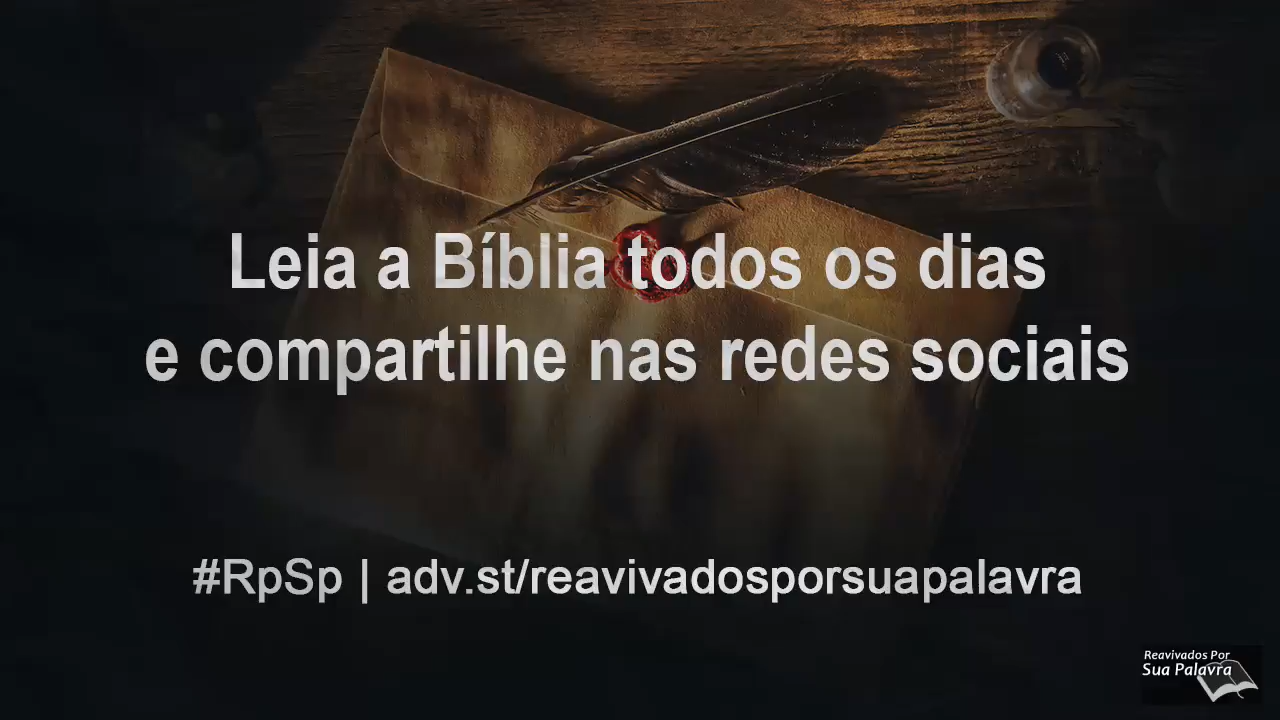 Leia a Bíblia todos os dias
e compartilhe nas redes sociais
#RpSp | adv.st/reavivadosporsuapalavra
Reavivados Por
Sua Palavra